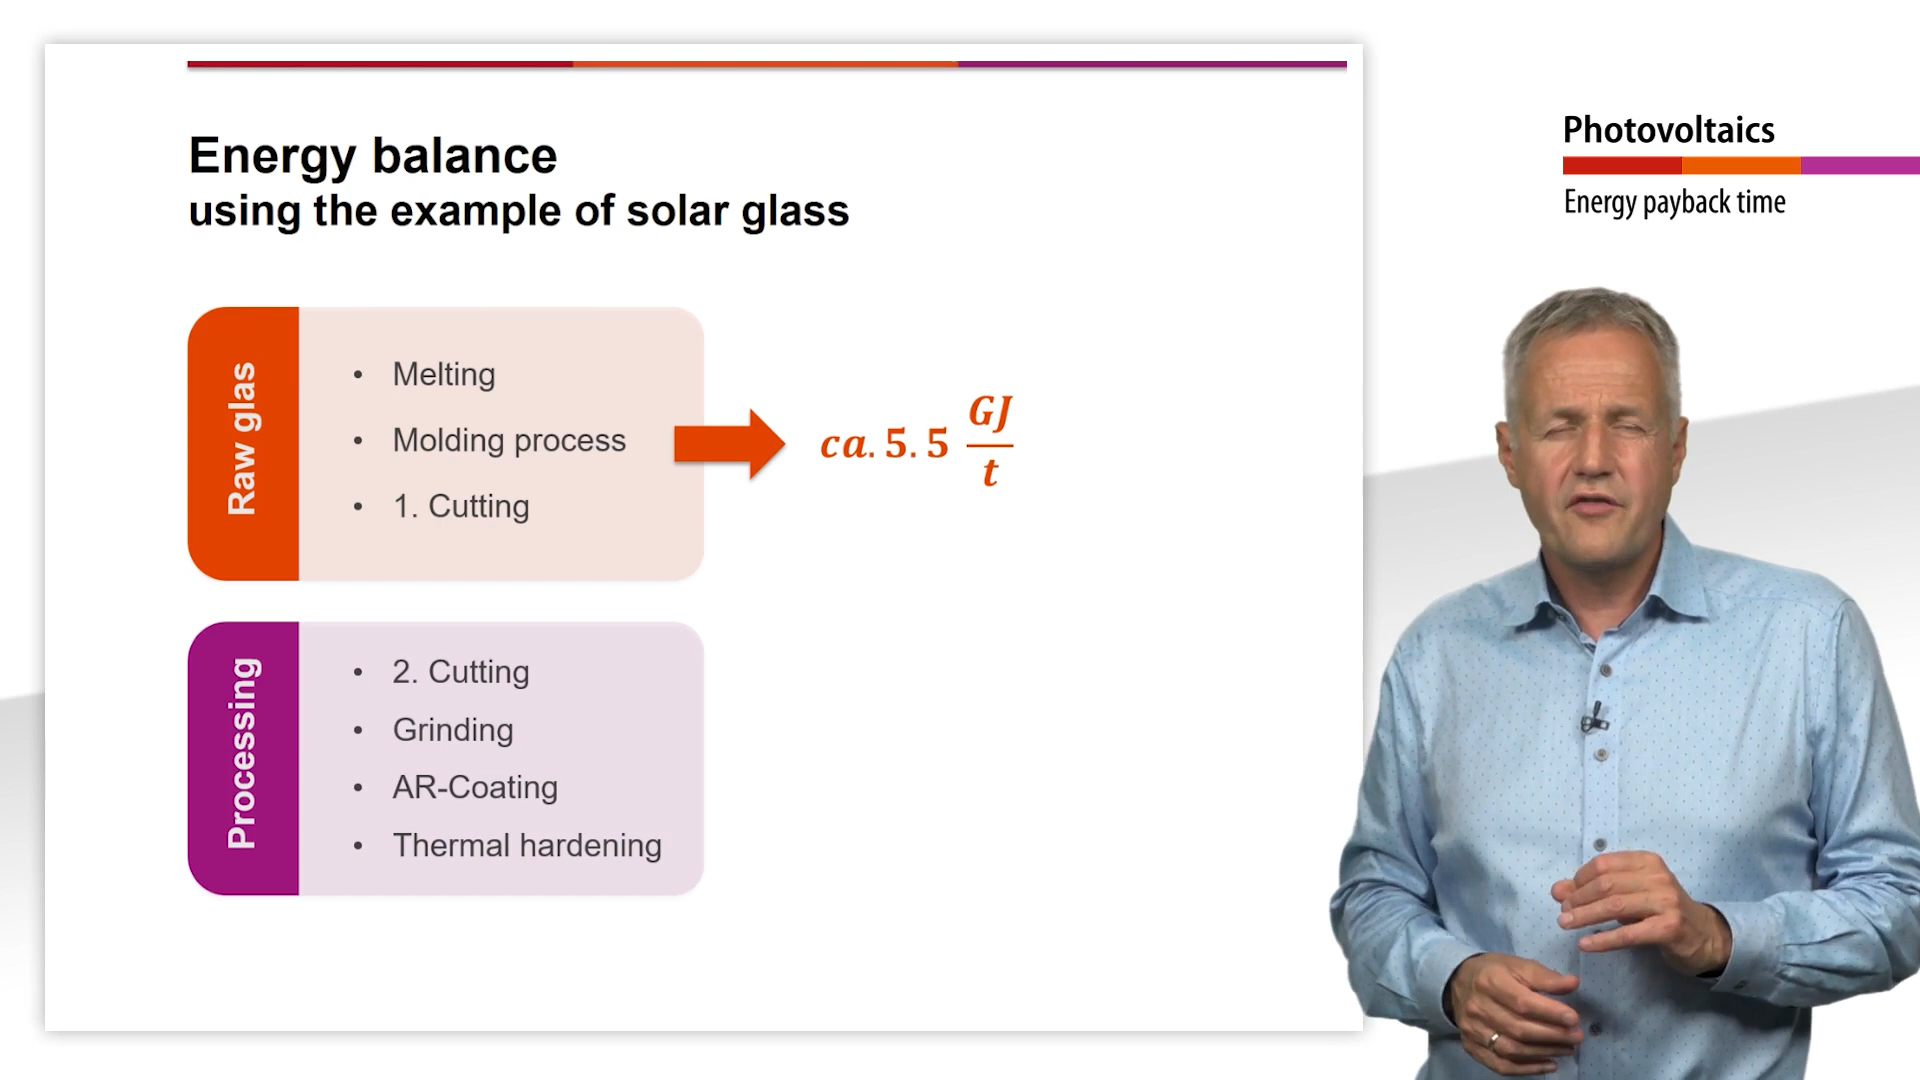 Energy balance
using the example of solar glass
Raw glas
• Melting
• Molding process
• 1. Cutting
ca. 5.5 GJ/t
Processing
• 2. Cutting
• Grinding
• AR-Coating
• Thermal hardening
Photovoltaics
Energy payback time